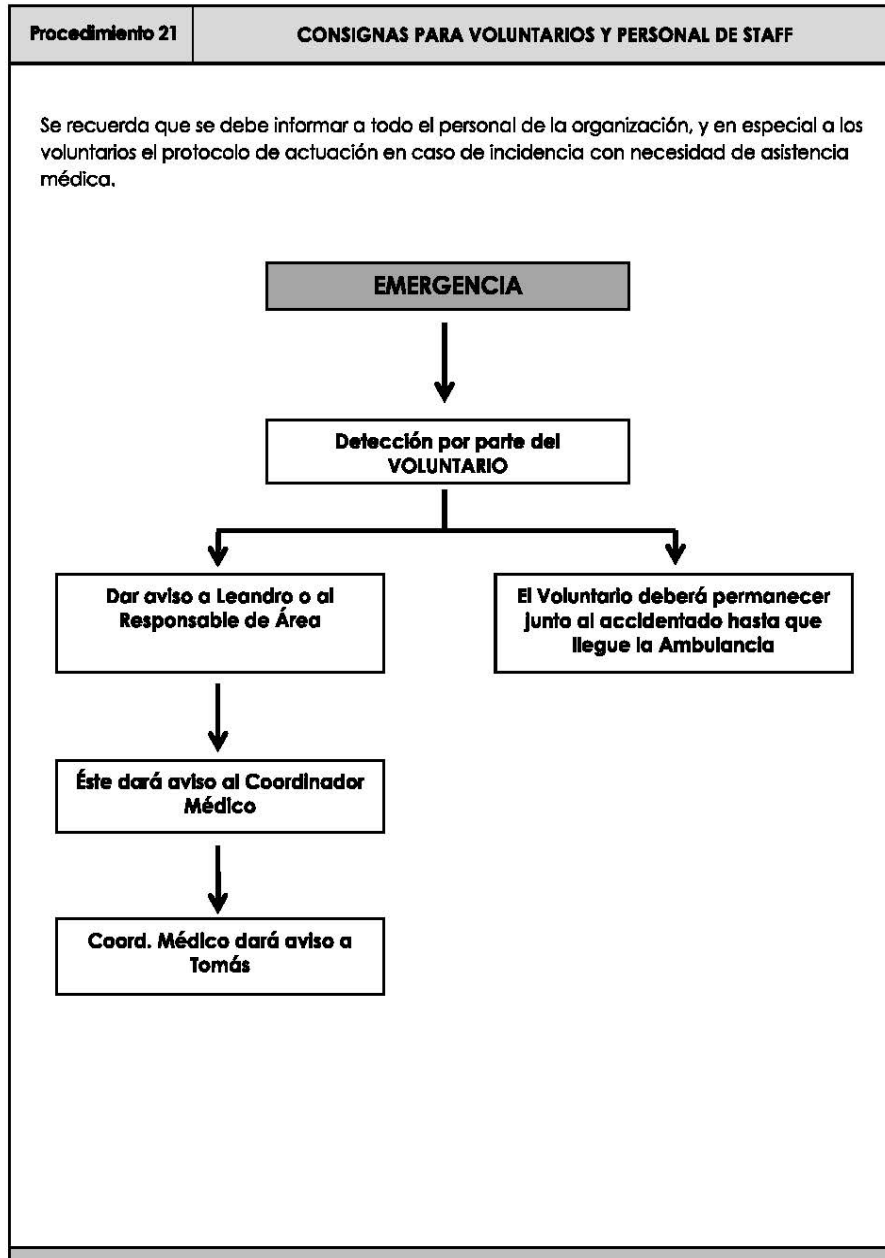 Procedimiento 21
CONSIGNAS PARA VOLUNTARIOS Y PERSONAL DE STAFF
Se recuerda que se debe informar a todo el personal de la organización, y en especial a los
voluntarios el protocolo de actuación en caso de incidencia con necesidad de asistencia
médica.
EMERGENCIA
Detección por parte del
VOLUNTARIO
Dar aviso a Leandro o al
Responsable de Área
El Voluntario deberá permanecer
junto al accidentado hasta que
llegue la Ambulancia
Éste dará aviso al Coordinador
Médico
Coord. Médico dará aviso a
Tomás